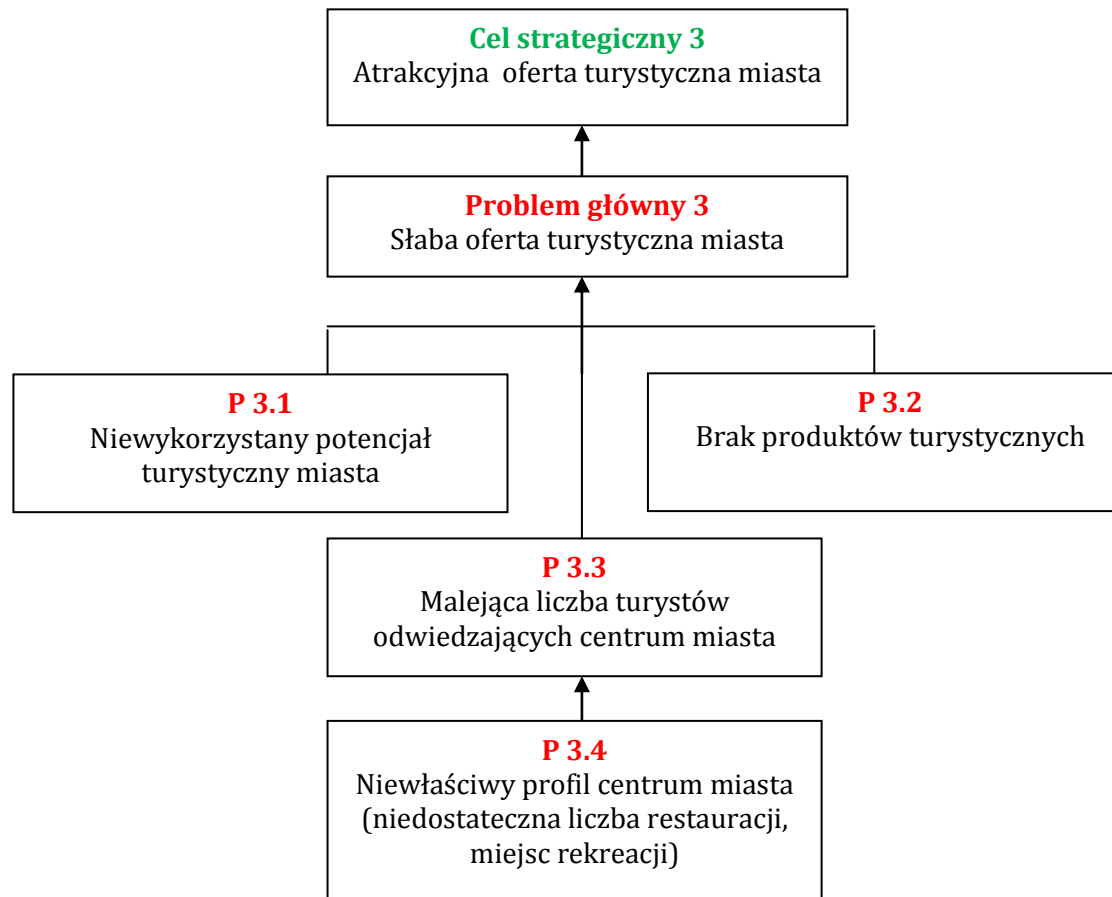 Cel strategiczny 3
Atrakcyjna oferta turystyczna miasta
Problem główny 3
Słaba oferta turystyczna miasta
P 3.1
Niewykorzystany potencjał
turystyczny miasta
P 3.2
Brak produktów turystycznych
P 3.3
Malejąca liczba turystów
odwiedzających centrum miasta
P 3.4
Niewłaściwy profil centrum miasta
(niedostateczna liczba restauracji,
miejsc rekreacji)